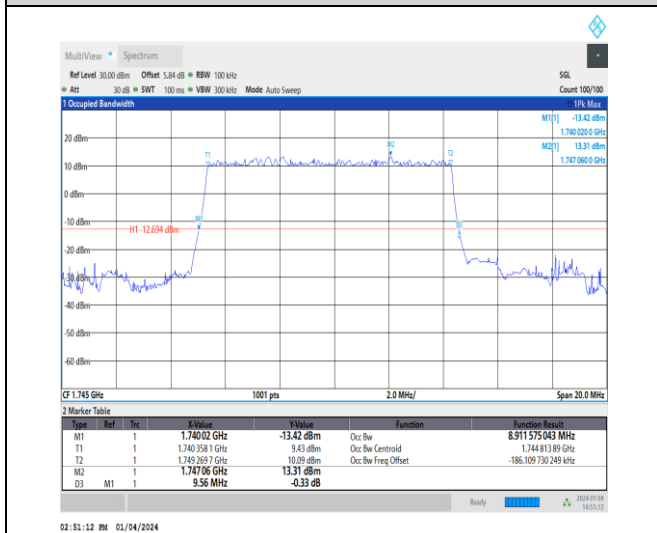 MultiView Spectrum
Ref Level 30.00 dBm Offset 5.84 dB RBW 100 kHz SGL
Att 30 dB SWT 100 ms VBW 300 kHz Mode Auto Sweep Count 100/100
1 Occupied Bandwidth 1Pk Max
M1[1] -13.42 dBm
1.740 020 0 GHz
M2[1] 13.31 dBm
1.747 060 0 GHz
20 dBm
M2
T1
T2
10 dBm
0 dBm
-10 dBm
M1
H1 -12.694 dBm
D3
-20 dBm
-30 dBm
-40 dBm
-50 dBm
-60 dBm
CF 1.745 GHz 1001 pts 2.0 MHz/ Span 20.0 MHz
2 Marker Table
Type Ref Trc X-Value Y-Value Function Function Result
M1 1 1.740 02 GHz -13.42 dBm Occ Bw 8.911 575 043 MHz
T1 1 1.740 358 1 GHz 9.43 dBm Occ Bw Centroid 1.744 813 89 GHz
T2 1 1.749 269 7 GHz 10.09 dBm Occ Bw Freq Offset -186.109 730 249 kHz
M2 1 1.747 06 GHz 13.31 dBm
D3 M1 1 9.56 MHz -0.33 dB
Ready 2024-01-04
14:51:12
02:51:12 PM 01/04/2024